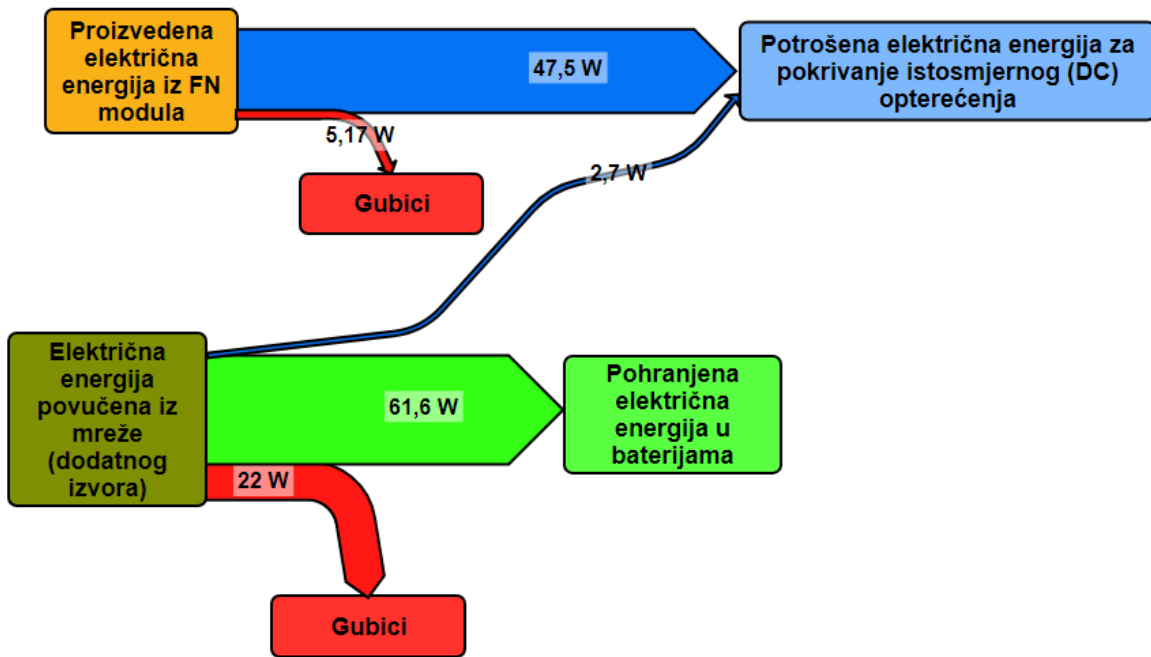 Proizvedena
električna
energija iz FN
modula
47,5 W
Potrošena električna energija za
pokrivanje istosmjernog (DC)
opterećenja
5,17 W
Gubici
2,7 W
Električna
energija
povučena iz
mreže
(dodatnog
izvora)
61,6 W
Pohranjena
električna
energija u
baterijama
22 W
Gubici